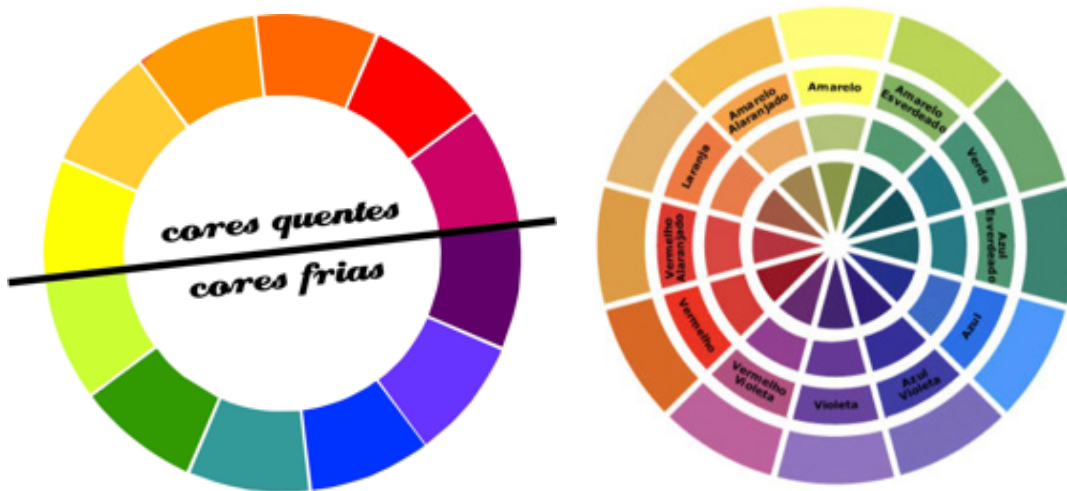 cores quentes
cores frias
Amarelo
Amarelo
Esverdeado
Verde
Azul
Esverdeado
Azul
Azul
Violeta
Violeta
Vermelho
Violeta
Vermelho
Vermelho
Alaranjado
Laranja
Amarelo
Alaranjado